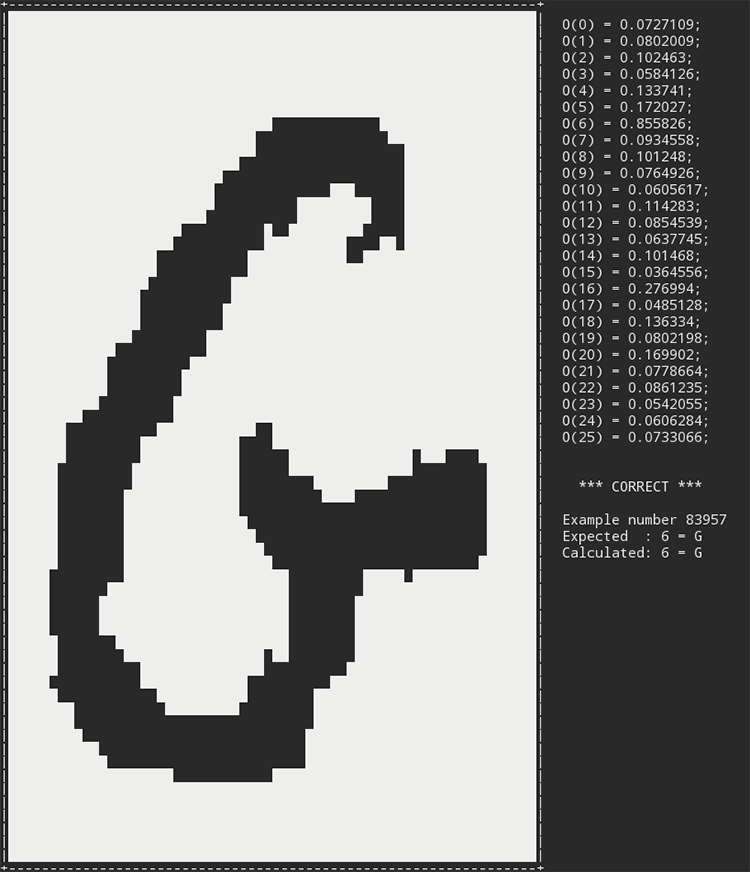 G
O(0) = 0.0727109;
O(1) = 0.0802009;
O(2) = 0.102463;
O(3) = 0.0584126;
O(4) = 0.133741;
O(5) = 0.172027;
O(6) = 0.855826;
O(7) = 0.0934558;
O(8) = 0.101248;
O(9) = 0.0764926;
O(10) = 0.0605617;
O(11) = 0.114283;
O(12) = 0.0854539;
O(13) = 0.0637745;
O(14) = 0.101468;
O(15) = 0.0364556;
O(16) = 0.276994;
O(17) = 0.0485128;
O(18) = 0.136334;
O(19) = 0.0802198;
O(20) = 0.169902;
O(21) = 0.0778664;
O(22) = 0.0861235;
O(23) = 0.0542055;
O(24) = 0.0606284;
O(25) = 0.0733066;
*** CORRECT ***
Example number 83957
Expected  : 6 = G
Calculated: 6 = G